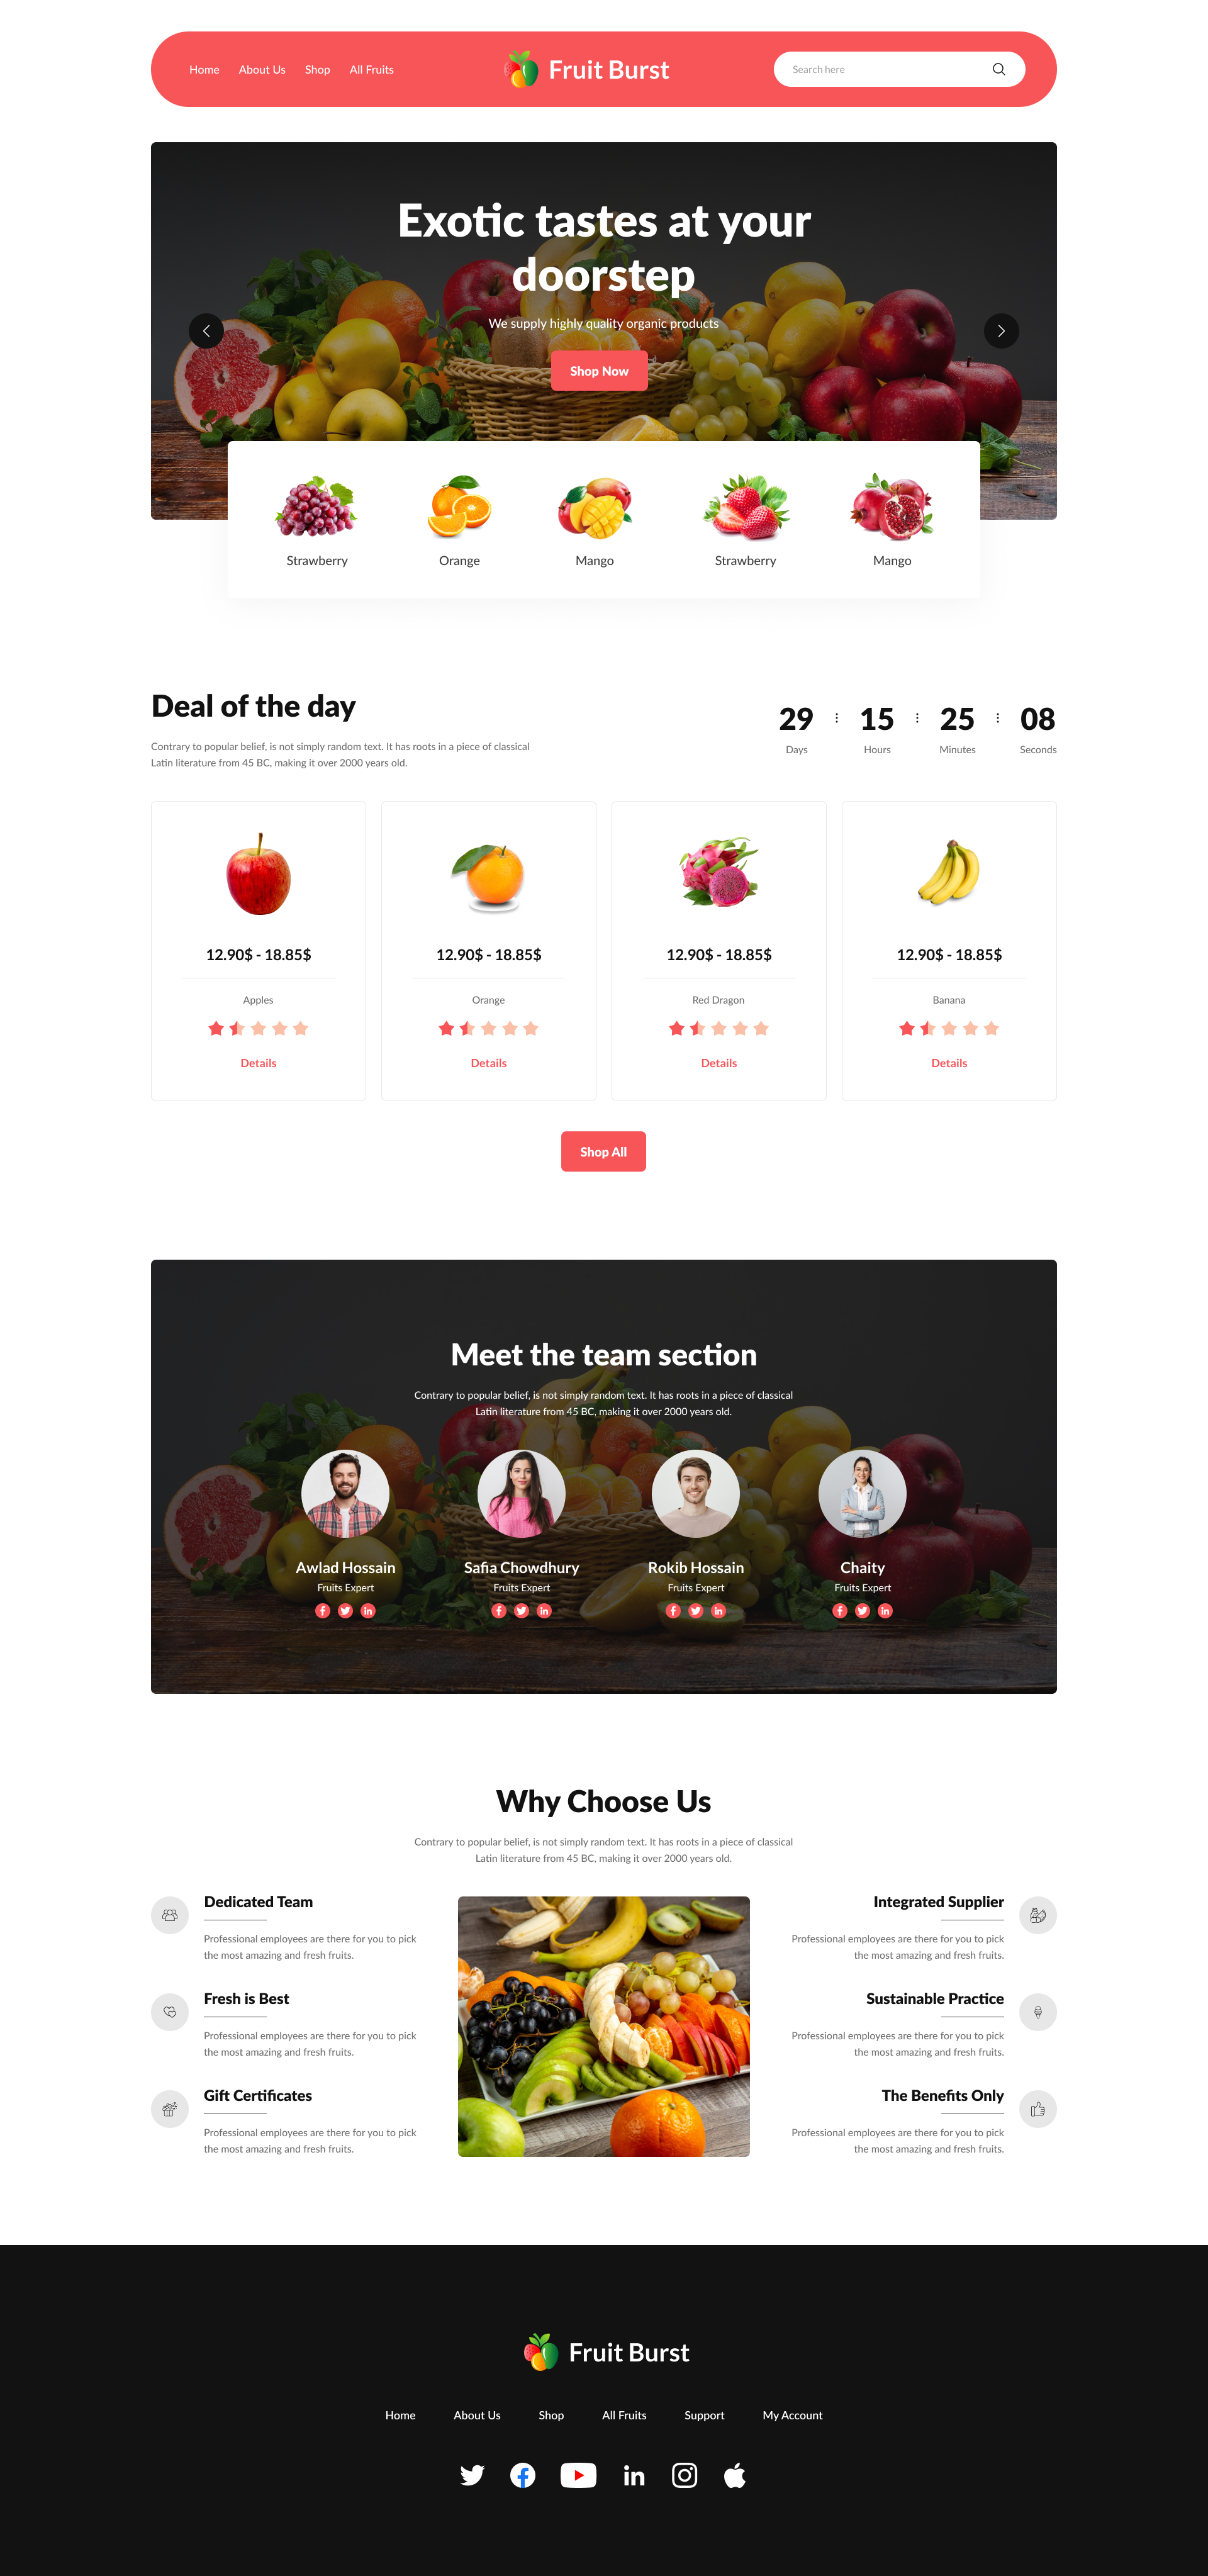 Home About Us Shop All Fruits
Fruit Burst
Search here
Exotic tastes at your
doorstep
We supply highly quality organic products
Shop Now
Strawberry Orange Mango Strawberry Mango
Deal of the day
Contrary to popular belief, is not simply random text. It has roots in a piece of classical
Latin literature from 45 BC, making it over 2000 years old.
29 : 15 : 25 : 08
Days Hours Minutes Seconds
12.90$ - 18.85$ 12.90$ - 18.85$ 12.90$ - 18.85$ 12.90$ - 18.85$
Apples Orange Red Dragon Banana
Details Details Details Details
Shop All
Meet the team section
Contrary to popular belief, is not simply random text. It has roots in a piece of classical
Latin literature from 45 BC, making it over 2000 years old.
Awlad Hossain Safia Chowdhury Rokib Hossain Chaity
Fruits Expert Fruits Expert Fruits Expert Fruits Expert
Why Choose Us
Contrary to popular belief, is not simply random text. It has roots in a piece of classical
Latin literature from 45 BC, making it over 2000 years old.
Dedicated Team
Professional employees are there for you to pick
the most amazing and fresh fruits.
Fresh is Best
Professional employees are there for you to pick
the most amazing and fresh fruits.
Gift Certificates
Professional employees are there for you to pick
the most amazing and fresh fruits.
Integrated Supplier
Professional employees are there for you to pick
the most amazing and fresh fruits.
Sustainable Practice
Professional employees are there for you to pick
the most amazing and fresh fruits.
The Benefits Only
Professional employees are there for you to pick
the most amazing and fresh fruits.
Fruit Burst
Home About Us Shop All Fruits Support My Account